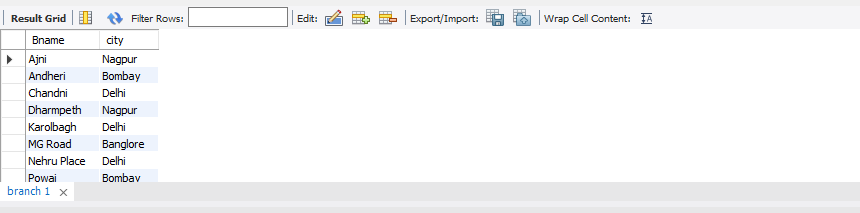 Result Grid Filter Rows: Edit: Export/Import: Wrap Cell Content: IA
Bname city
Ajni Nagpur
Andheri Bombay
Chandni Delhi
Dharmpeth Nagpur
Karolbagh Delhi
MG Road Banglore
Nehru Place Delhi
Powai Bombay
branch 1 ×